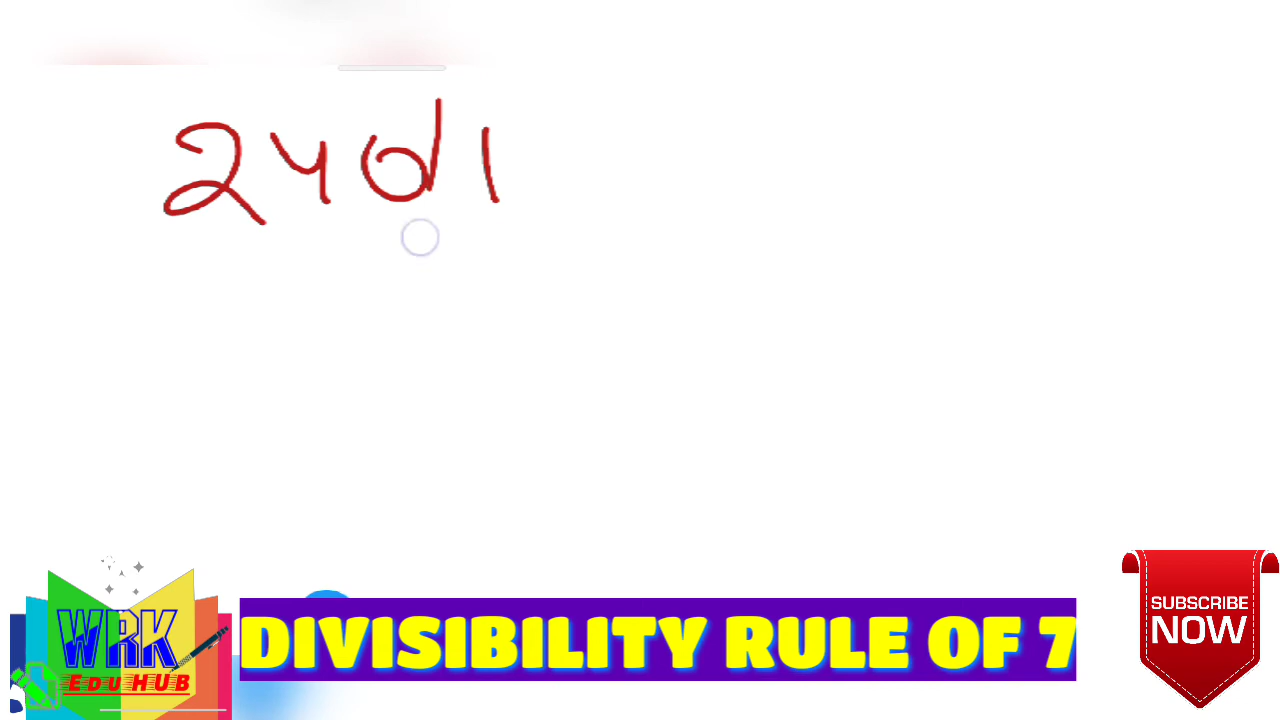 2401
WRK
EDU HUB
DIVISIBILITY RULE OF 7
SUBSCRIBE
NOW